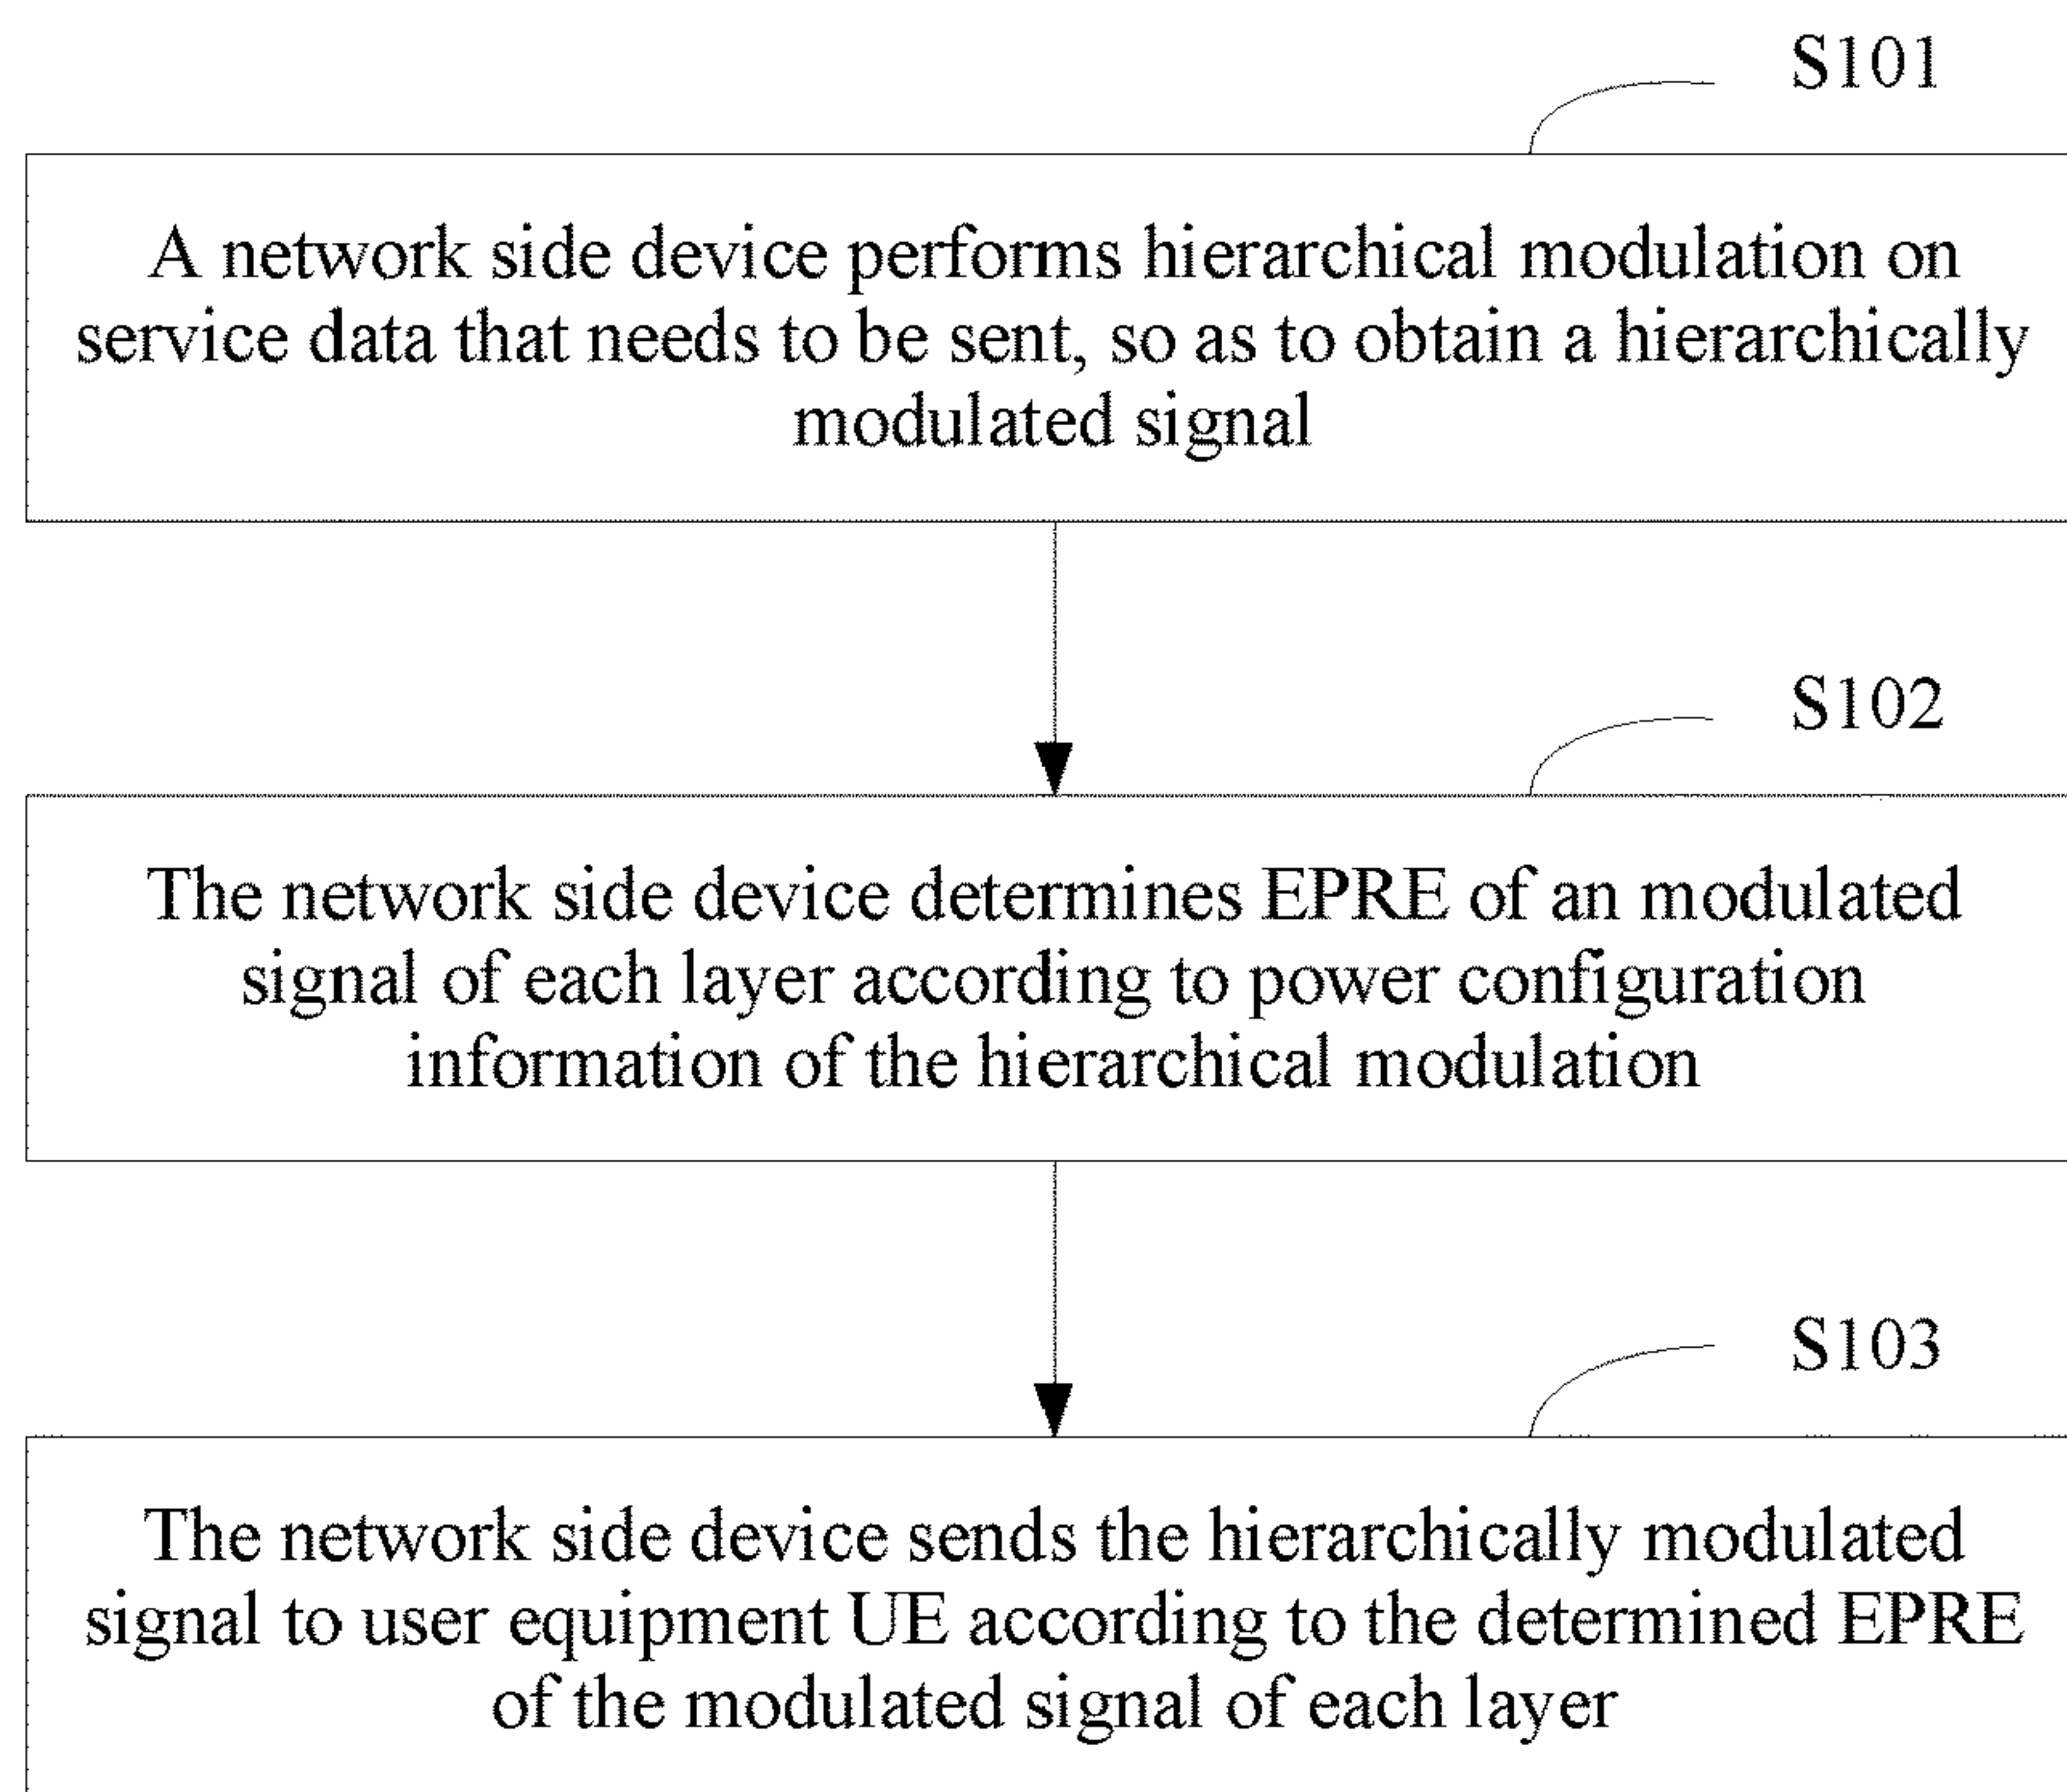 S101
A network side device performs hierarchical modulation on
service data that needs to be sent, so as to obtain a hierarchically
modulated signal
S102
The network side device determines EPRE of an modulated
signal of each layer according to power configuration
information of the hierarchical modulation
S103
The network side device sends the hierarchically modulated
signal to user equipment UE according to the determined EPRE
of the modulated signal of each layer